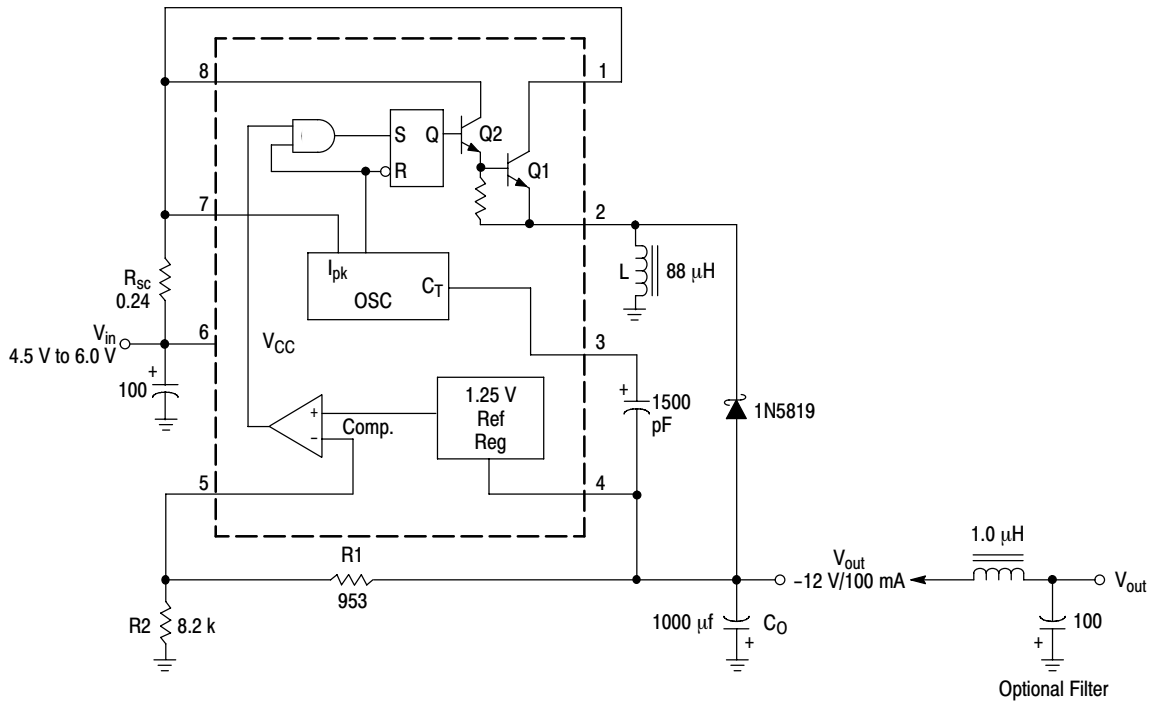 8
1
S
Q
Q2
R
Q1
7
2
Ipk
CT
OSC
L
88 μH
Rsc
0.24
Vin
4.5 V to 6.0 V
6
VCC
3
100
+
1.25 V
Ref
Reg
+
−
Comp.
+
1500
pF
1N5819
5
4
R1
953
Vout
−12 V/100 mA
1.0 μH
Vout
R2
8.2 k
1000 μf
CO
+
100
+
Optional Filter